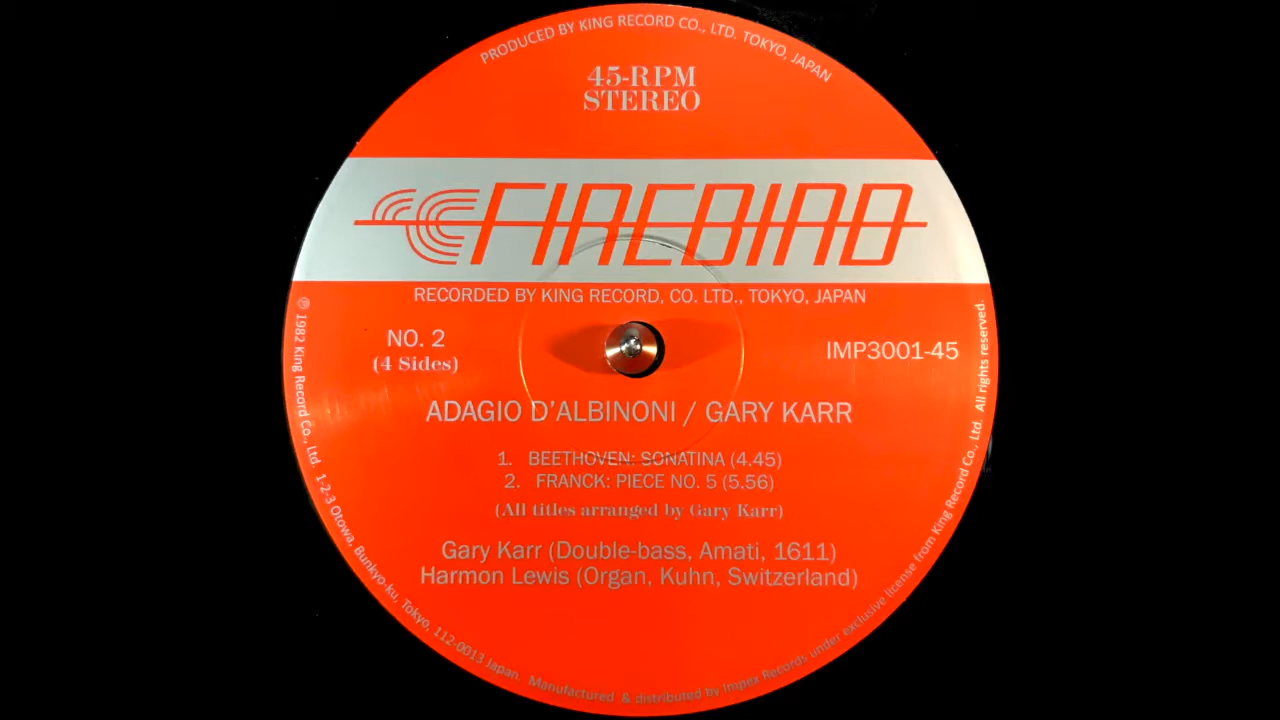 PRODUCED BY KING RECORD CO., LTD. TOKYO, JAPAN
45-RPM
STEREO
FIREBIRD
RECORDED BY KING RECORD, CO. LTD., TOKYO, JAPAN
NO. 2
(4 Sides)
IMP3001-45
ADAGIO D'ALBINONI / GARY KARR
1. BEETHOVEN: SONATINA (4.45)
2. FRANCK: PIECE NO. 5 (5.56)
(All titles arranged by Gary Karr)
Gary Karr (Double-bass, Amati, 1611)
Harmon Lewis (Organ, Kuhn, Switzerland)
℗ 1982 King Record Co., Ltd. 1-2-3 Otowa, Bunkyo-ku, Tokyo, 112-0013 Japan. Manufactured & distributed by Impex Records under exclusive license from King Record Co., Ltd. All rights reserved.